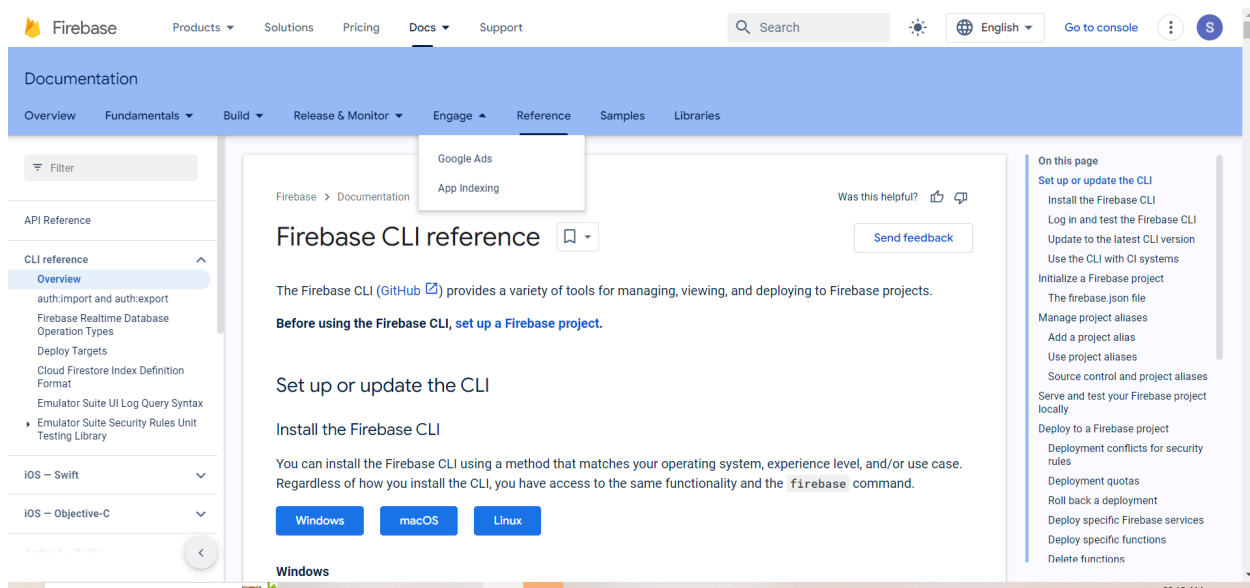 Firebase Products Solutions Pricing Docs Support Search English Go to console S
Documentation
Overview Fundamentals Build Release & Monitor Engage Reference Samples Libraries
Google Ads
App Indexing
Filter
API Reference
CLI reference
Overview
auth:import and auth:export
Firebase Realtime Database
Operation Types
Deploy Targets
Cloud Firestore Index Definition
Format
Emulator Suite UI Log Query Syntax
Emulator Suite Security Rules Unit
Testing Library
iOS — Swift
iOS — Objective-C
Firebase > Documentation
Was this helpful?
Firebase CLI reference
Send feedback
The Firebase CLI (GitHub) provides a variety of tools for managing, viewing, and deploying to Firebase projects.
Before using the Firebase CLI, set up a Firebase project.
Set up or update the CLI
Install the Firebase CLI
You can install the Firebase CLI using a method that matches your operating system, experience level, and/or use case.
Regardless of how you install the CLI, you have access to the same functionality and the firebase command.
Windows macOS Linux
Windows
On this page
Set up or update the CLI
Install the Firebase CLI
Log in and test the Firebase CLI
Update to the latest CLI version
Use the CLI with CI systems
Initialize a Firebase project
The firebase.json file
Manage project aliases
Add a project alias
Use project aliases
Source control and project aliases
Serve and test your Firebase project
locally
Deploy to a Firebase project
Deployment conflicts for security
rules
Deployment quotas
Roll back a deployment
Deploy specific Firebase services
Deploy specific functions
Delete functions